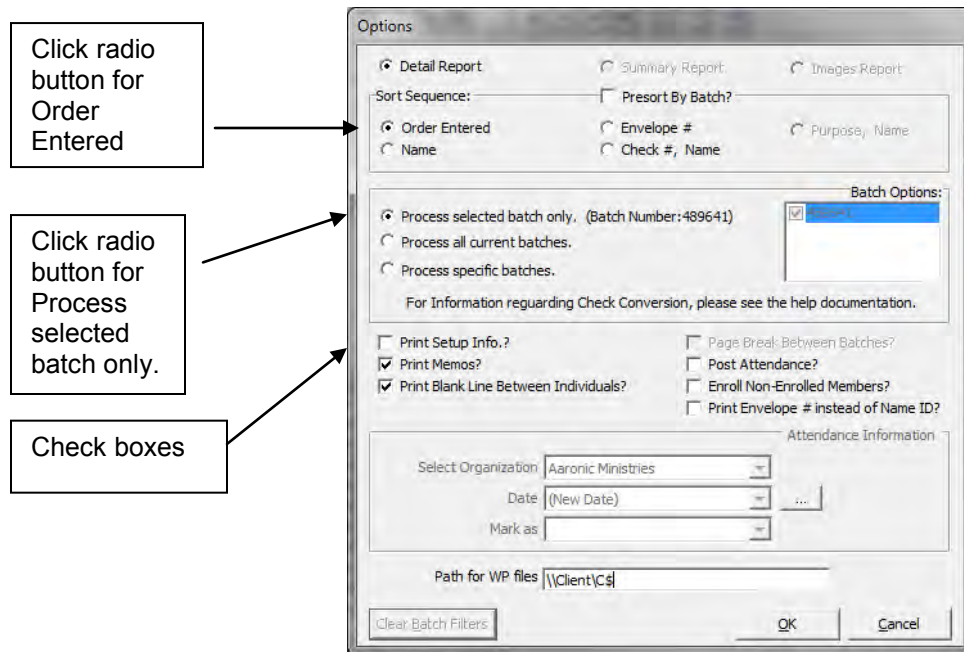 Click radio
button for
Order
Entered
Click radio
button for
Process
selected
batch only.
Check boxes
Options
Detail Report Summary Report Images Report
Sort Sequence: Presort By Batch?
Order Entered Envelope # Purpose, Name
Name Check #, Name
Batch Options:
Process selected batch only. (Batch Number:489641)
Process all current batches.
Process specific batches.
For Information reguarding Check Conversion, please see the help documentation.
Print Setup Info.? Page Break Between Batches?
Print Memos? Post Attendance?
Print Blank Line Between Individuals? Enroll Non-Enrolled Members?
Print Envelope # instead of Name ID?
Attendance Information
Select Organization Aaronic Ministries
Date (New Date) ...
Mark as
Path for WP files \\Client\C$
Clear Batch Filters OK Cancel